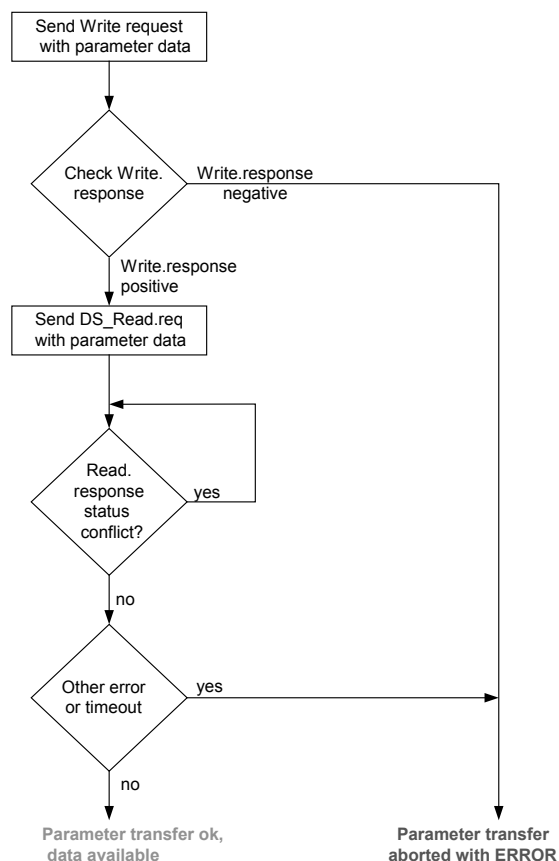 Send Write request
with parameter data
Check Write.
response
Write.response
negative
Write.response
positive
Send DS_Read.req
with parameter data
Read.
response
status
conflict?
yes
no
Other error
or timeout
yes
no
Parameter transfer ok,
data available
Parameter transfer
aborted with ERROR